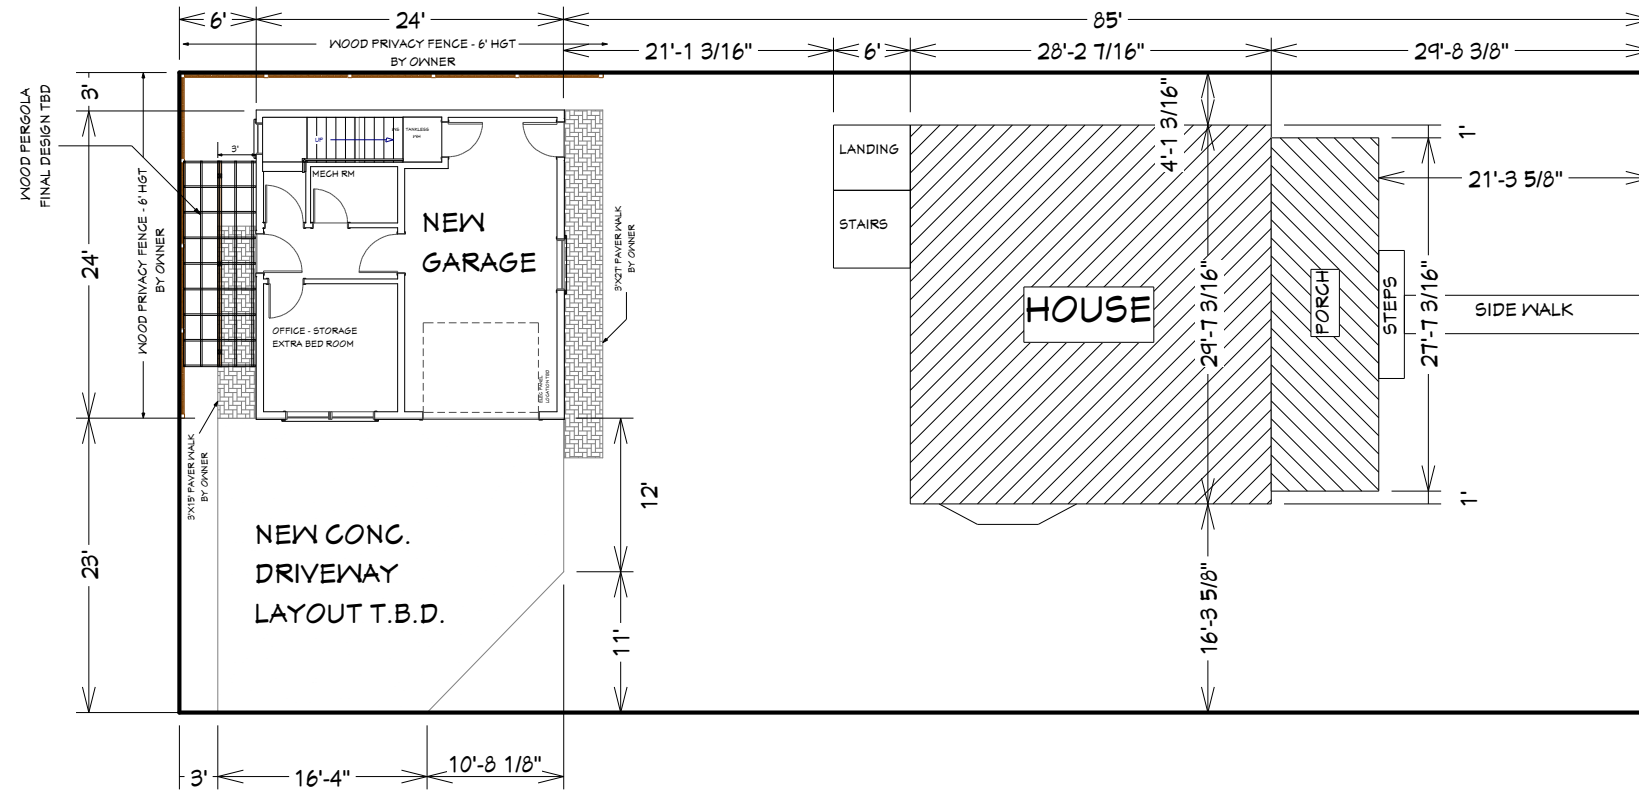 6'
24'
85'
WOOD PRIVACY FENCE - 6' HGT
BY OWNER
21'-1 3/16"
6'
28'-2 7/16"
29'-8 3/8"
WOOD PERGOLA
FINAL DESIGN TBD
3'
WOOD PRIVACY FENCE - 6' HGT
BY OWNER
24'
3'
UP
TANKLESS
MECH RM
NEW
GARAGE
OFFICE - STORAGE
EXTRA BED ROOM
ELEC PANEL
LOCATION TBD
3'X27' PAVER WALK
BY OWNER
LANDING
STAIRS
4'-1 3/16"
HOUSE
29'-7 3/16"
PORCH
STEPS
27'-7 3/16"
1'
21'-3 5/8"
SIDE WALK
1'
3'X15' PAVER WALK
BY OWNER
23'
NEW CONC.
DRIVEWAY
LAYOUT T.B.D.
12'
11'
16'-3 5/8"
3'
16'-4"
10'-8 1/8"